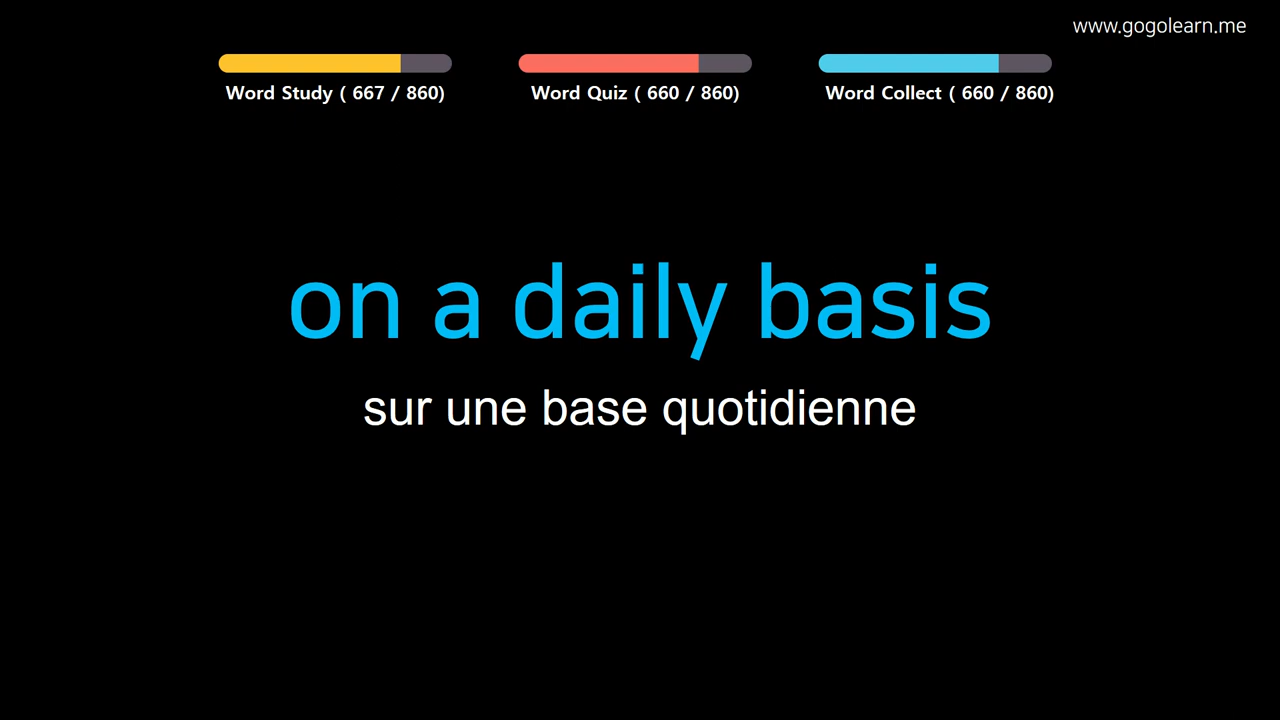 www.gogolearn.me
Word Study ( 667 / 860)
Word Quiz ( 660 / 860)
Word Collect ( 660 / 860)
on a daily basis
sur une base quotidienne